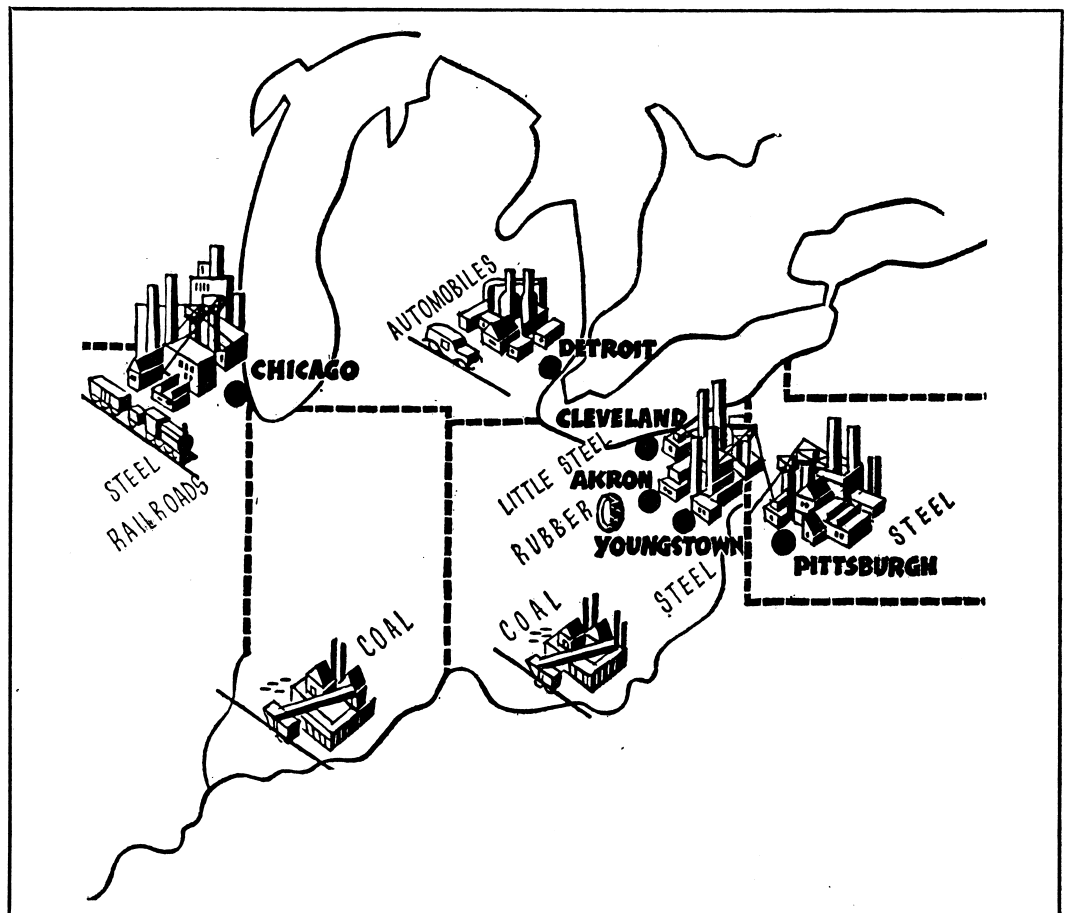 AUTOMOBILES
DETROIT
CHICAGO
STEEL
RAILROADS
CLEVELAND
LITTLE STEEL
AKRON
RUBBER
YOUNGSTOWN
STEEL
STEEL
PITTSBURGH
COAL
COAL